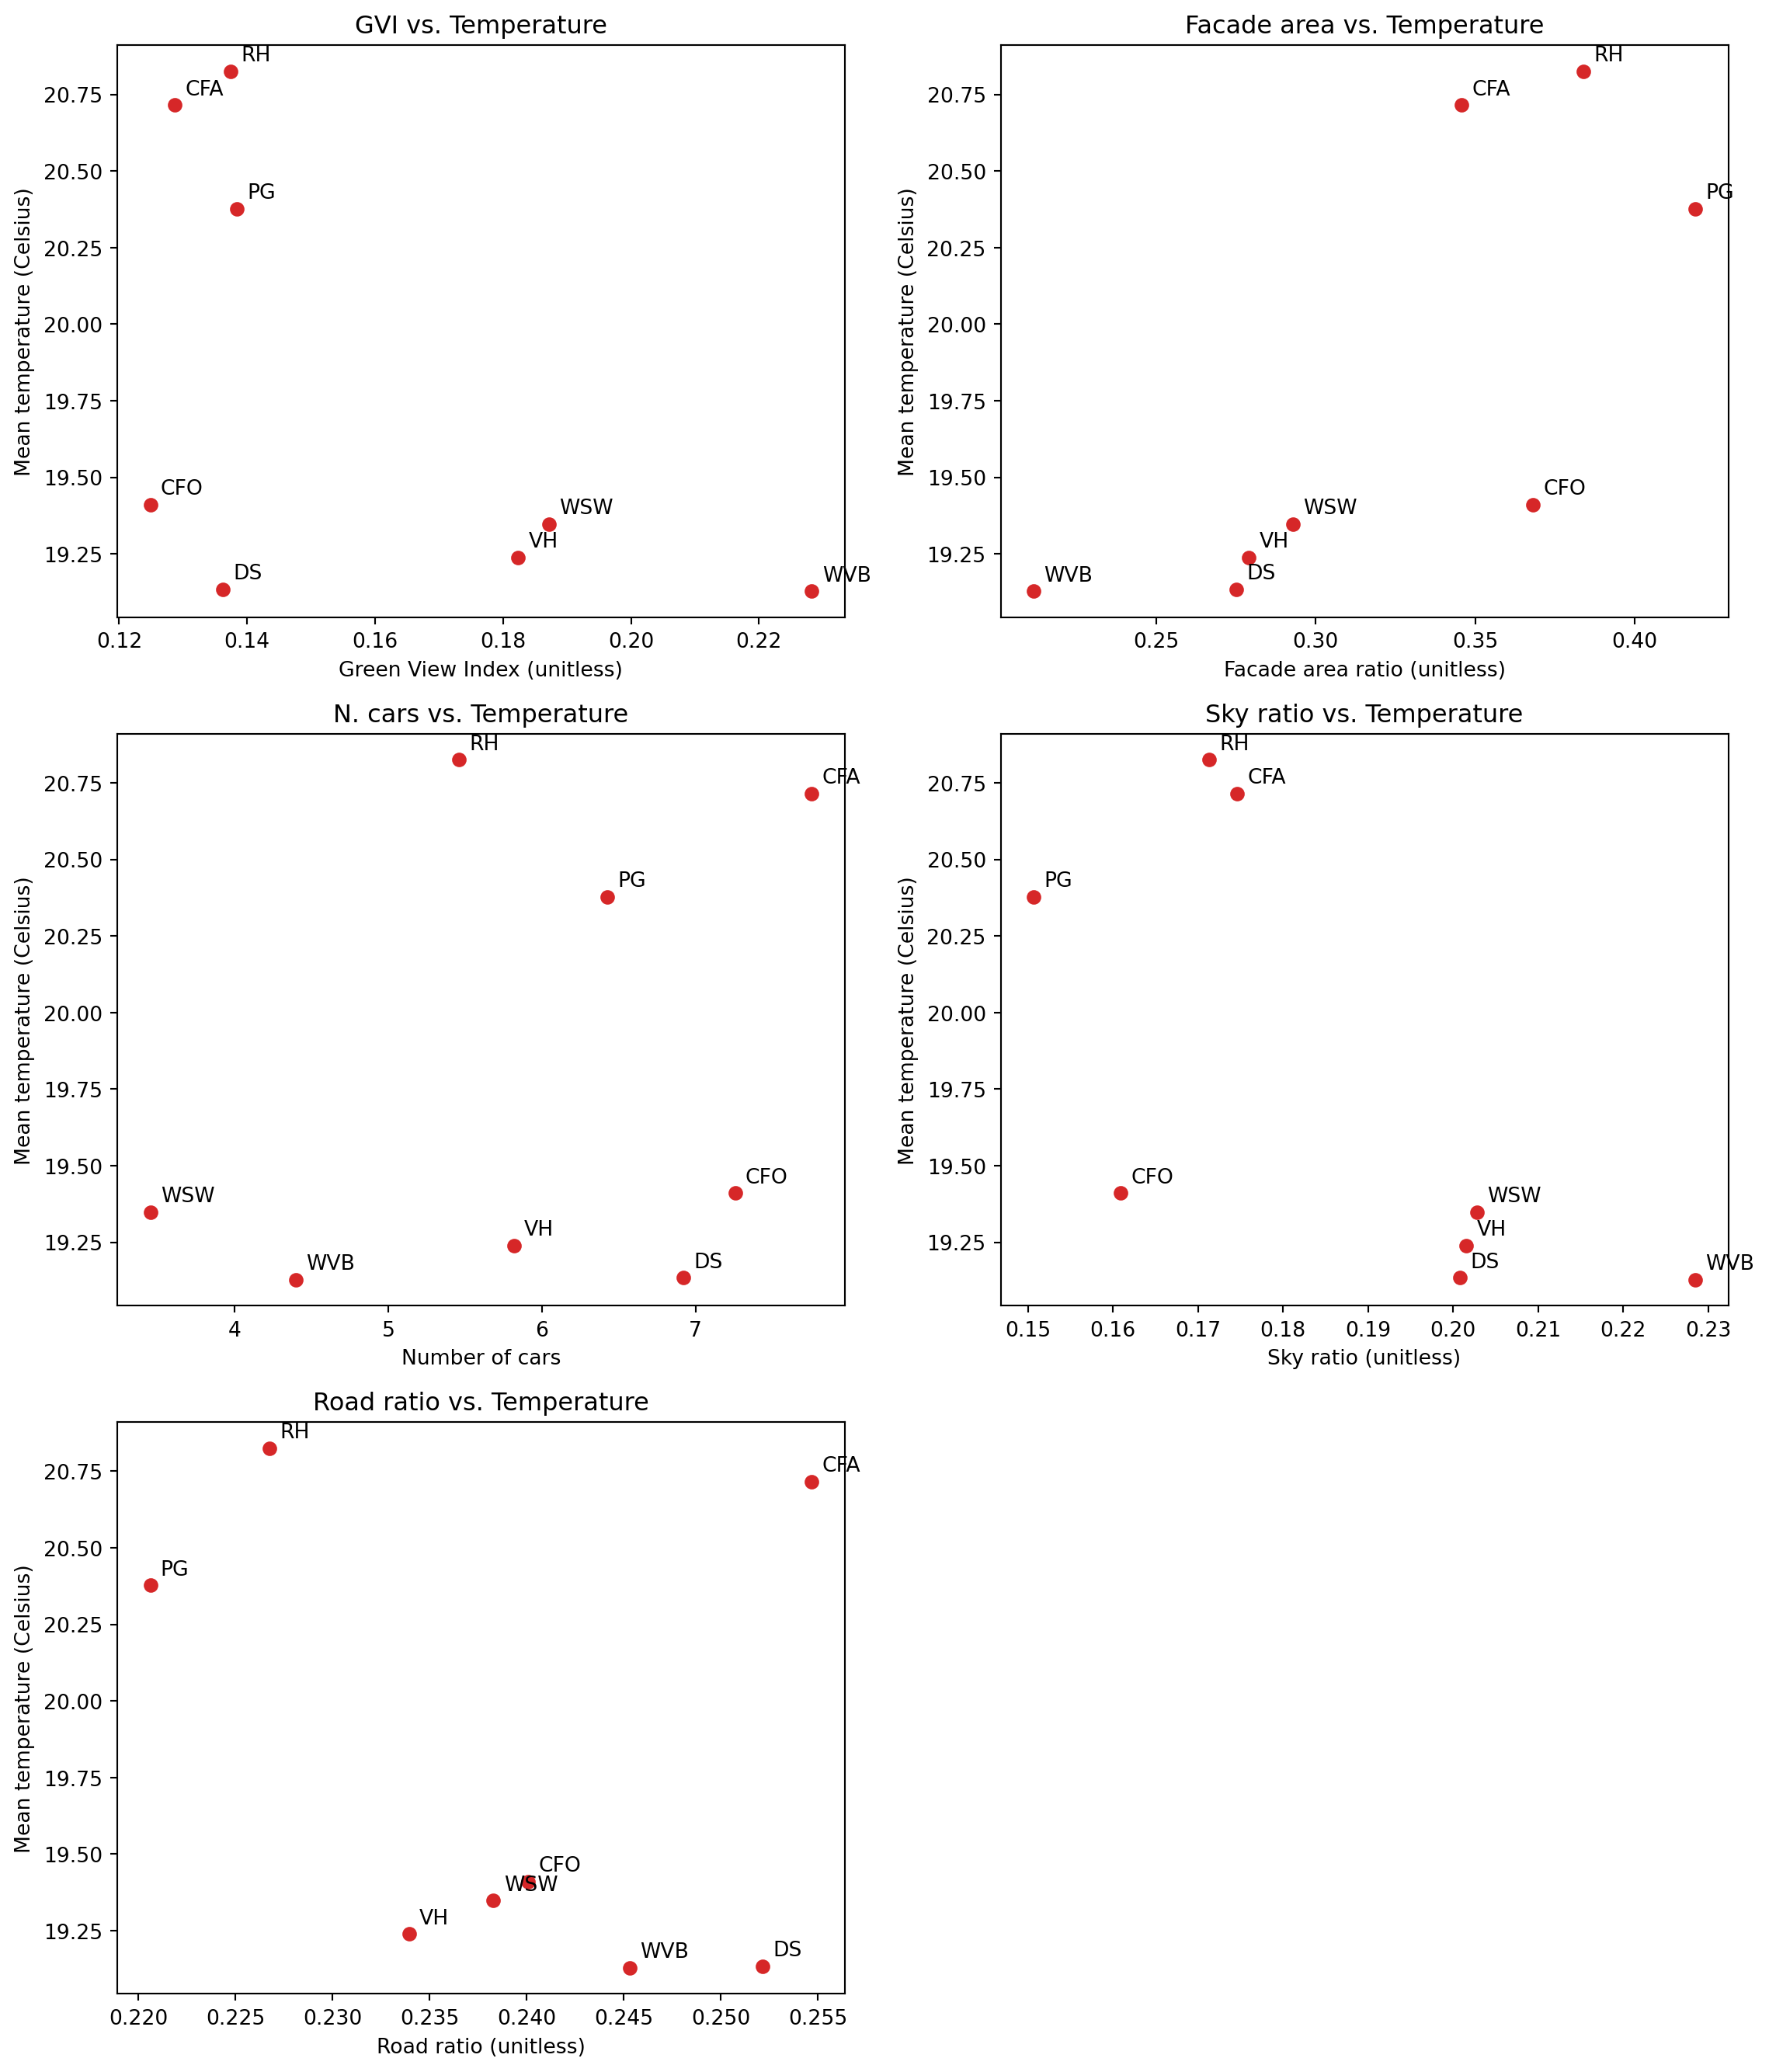 GVI vs. Temperature
Mean temperature (Celsius)
20.75
20.50
20.25
20.00
19.75
19.50
19.25
RH
CFA
PG
CFO
WSW
VH
DS
WVB
0.12 0.14 0.16 0.18 0.20 0.22
Green View Index (unitless)
Facade area vs. Temperature
Mean temperature (Celsius)
20.75
20.50
20.25
20.00
19.75
19.50
19.25
RH
CFA
PG
CFO
WSW
VH
DS
WVB
0.25 0.30 0.35 0.40
Facade area ratio (unitless)
N. cars vs. Temperature
Mean temperature (Celsius)
20.75
20.50
20.25
20.00
19.75
19.50
19.25
RH
CFA
PG
CFO
WSW
VH
DS
WVB
4 5 6 7
Number of cars
Sky ratio vs. Temperature
Mean temperature (Celsius)
20.75
20.50
20.25
20.00
19.75
19.50
19.25
RH
CFA
PG
CFO
WSW
VH
DS
WVB
0.15 0.16 0.17 0.18 0.19 0.20 0.21 0.22 0.23
Sky ratio (unitless)
Road ratio vs. Temperature
Mean temperature (Celsius)
20.75
20.50
20.25
20.00
19.75
19.50
19.25
RH
CFA
PG
CFO
WSW
VH
WVB
DS
0.220 0.225 0.230 0.235 0.240 0.245 0.250 0.255
Road ratio (unitless)